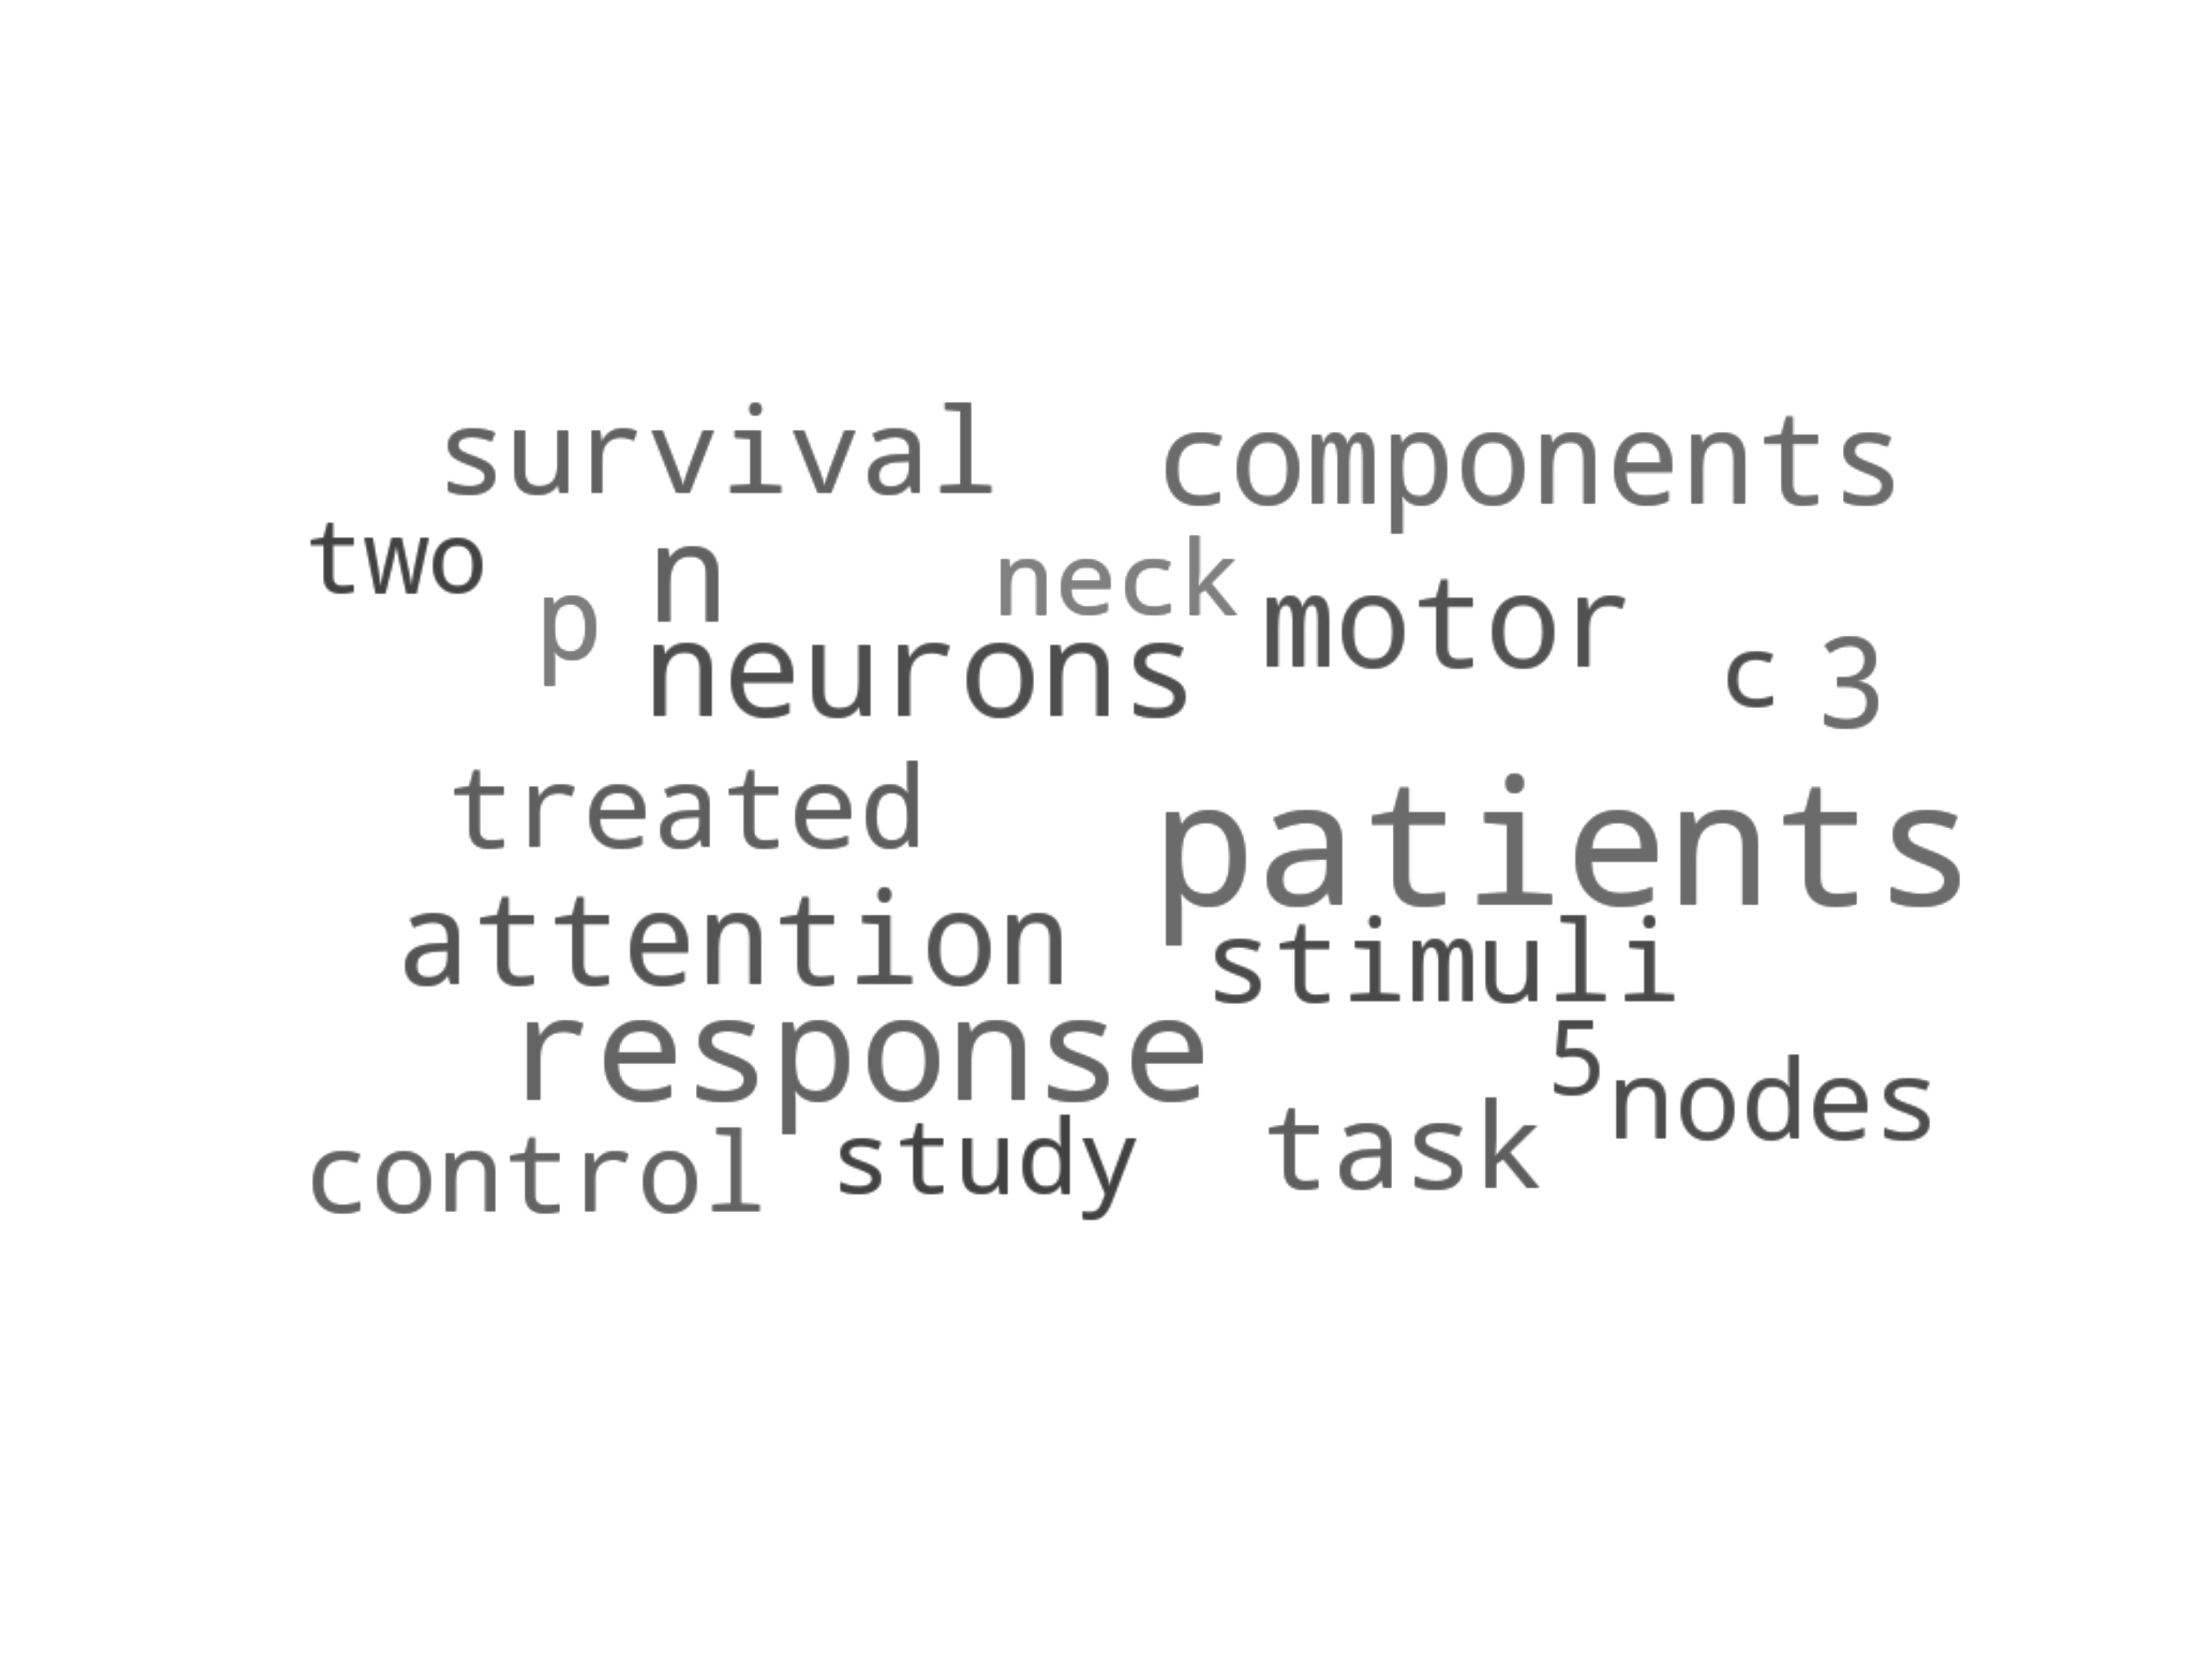 survival components
two n neck
p motor
neurons c 3
treated patients
attention stimuli
response 5 nodes
control study task